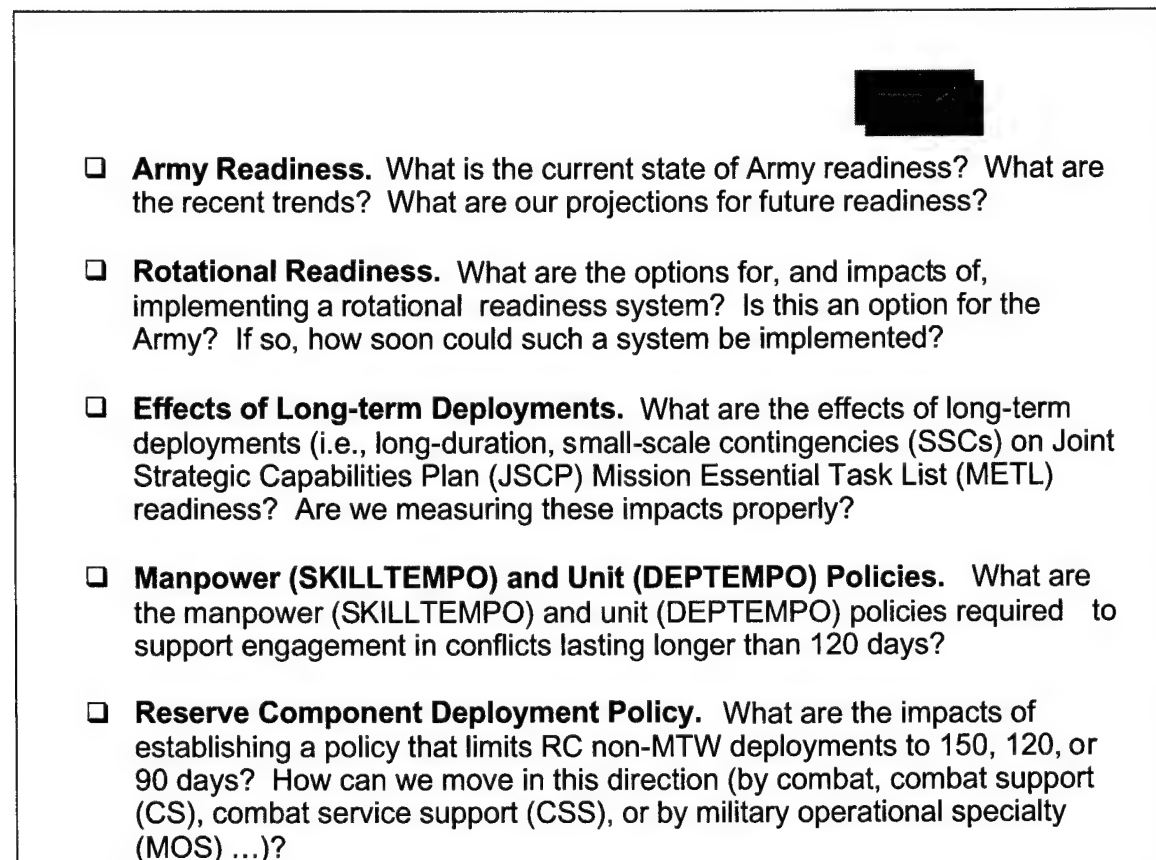 ❑ Army Readiness. What is the current state of Army readiness? What are
the recent trends? What are our projections for future readiness?
❑ Rotational Readiness. What are the options for, and impacts of,
implementing a rotational readiness system? Is this an option for the
Army? If so, how soon could such a system be implemented?
❑ Effects of Long-term Deployments. What are the effects of long-term
deployments (i.e., long-duration, small-scale contingencies (SSCs) on Joint
Strategic Capabilities Plan (JSCP) Mission Essential Task List (METL)
readiness? Are we measuring these impacts properly?
❑ Manpower (SKILLTEMPO) and Unit (DEPTEMPO) Policies. What are
the manpower (SKILLTEMPO) and unit (DEPTEMPO) policies required to
support engagement in conflicts lasting longer than 120 days?
❑ Reserve Component Deployment Policy. What are the impacts of
establishing a policy that limits RC non-MTW deployments to 150, 120, or
90 days? How can we move in this direction (by combat, combat support
(CS), combat service support (CSS), or by military operational specialty
(MOS) ...)?